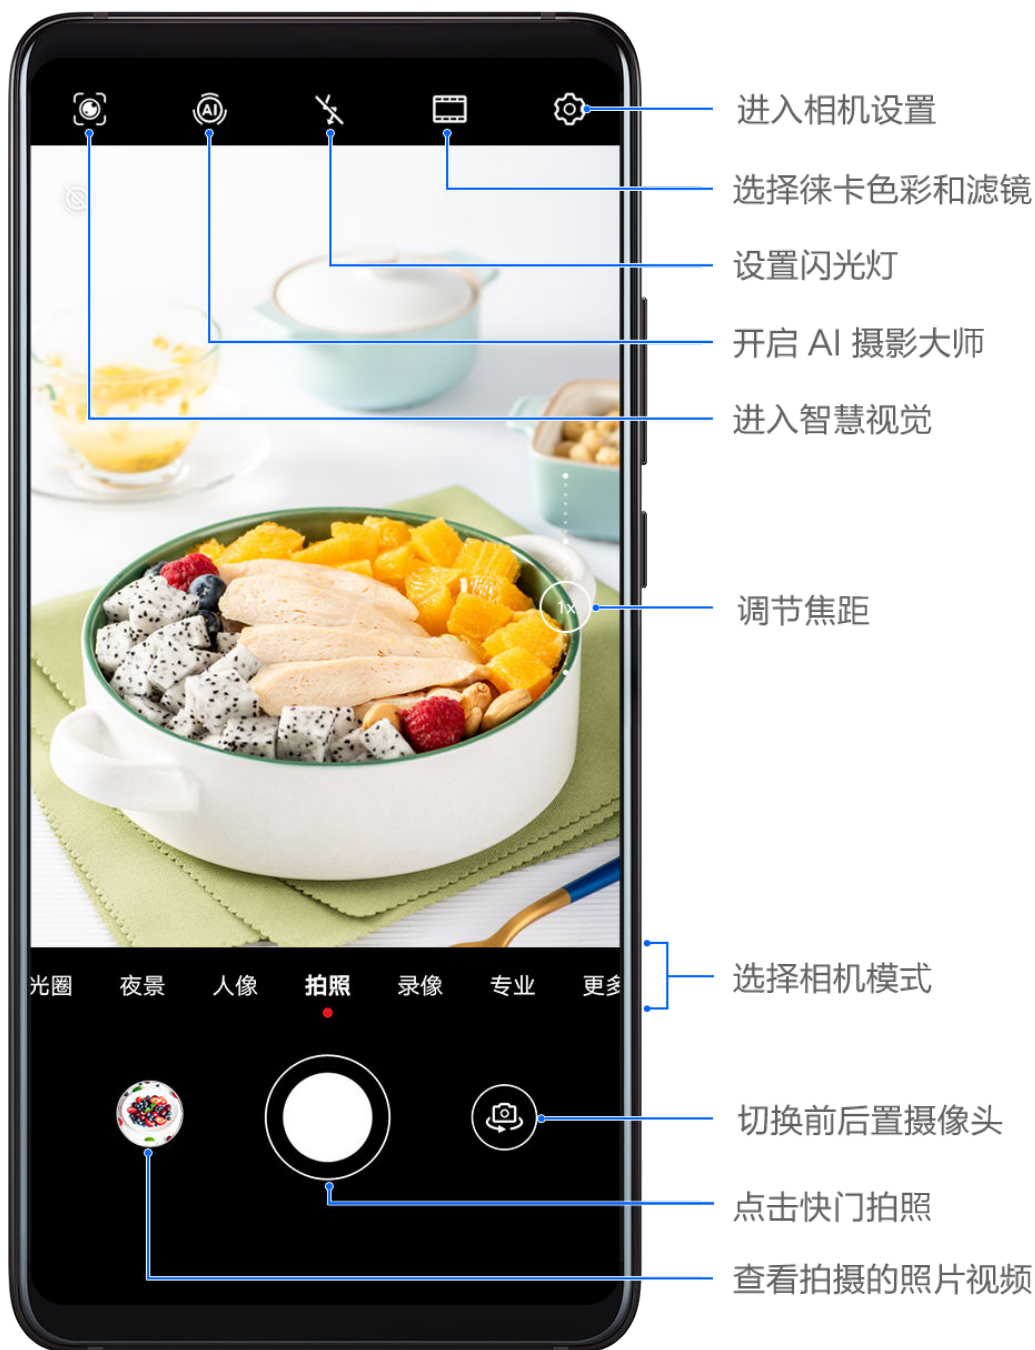 AI
进入相机设置
选择徕卡色彩和滤镜
设置闪光灯
开启 AI 摄影大师
进入智慧视觉
1x
调节焦距
光圈 夜景 人像 拍照 录像 专业 更多
选择相机模式
切换前后置摄像头
点击快门拍照
查看拍摄的照片视频